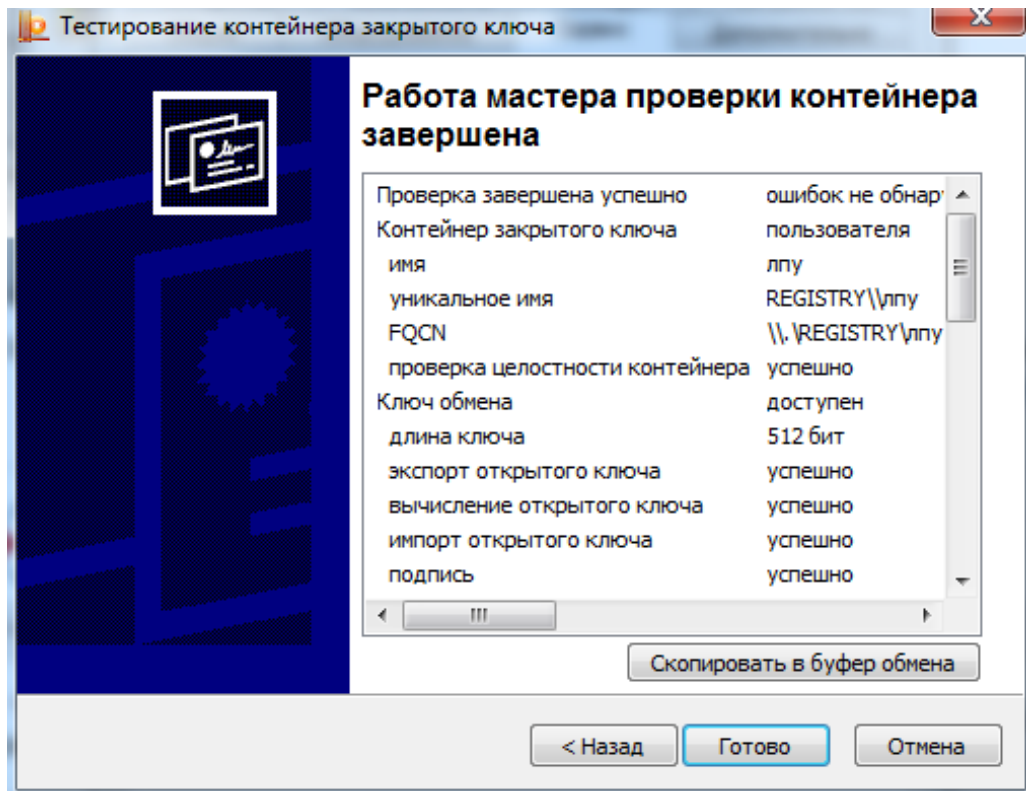 Тестирование контейнера закрытого ключа
Работа мастера проверки контейнера
завершена
Проверка завершена успешно ошибок не обнар
Контейнер закрытого ключа пользователя
имя лпу
уникальное имя REGISTRY\\лпу
FQCN \\.\REGISTRY\лпу
проверка целостности контейнера успешно
Ключ обмена доступен
длина ключа 512 бит
экспорт открытого ключа успешно
вычисление открытого ключа успешно
импорт открытого ключа успешно
подпись успешно
Скопировать в буфер обмена
< Назад Готово Отмена